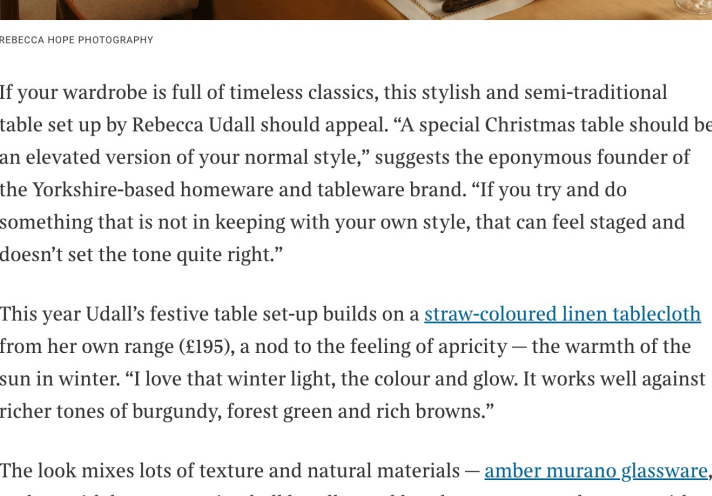 REBECCA HOPE PHOTOGRAPHY
If your wardrobe is full of timeless classics, this stylish and semi-traditional
table set up by Rebecca Udall should appeal. “A special Christmas table should be
an elevated version of your normal style,” suggests the eponymous founder of
the Yorkshire-based homeware and tableware brand. “If you try and do
something that is not in keeping with your own style, that can feel staged and
doesn’t set the tone quite right.”
This year Udall’s festive table set-up builds on a straw-coloured linen tablecloth
from her own range (£195), a nod to the feeling of apricity — the warmth of the
sun in winter. “I love that winter light, the colour and glow. It works well against
richer tones of burgundy, forest green and rich browns.”
The look mixes lots of texture and natural materials — amber murano glassware,